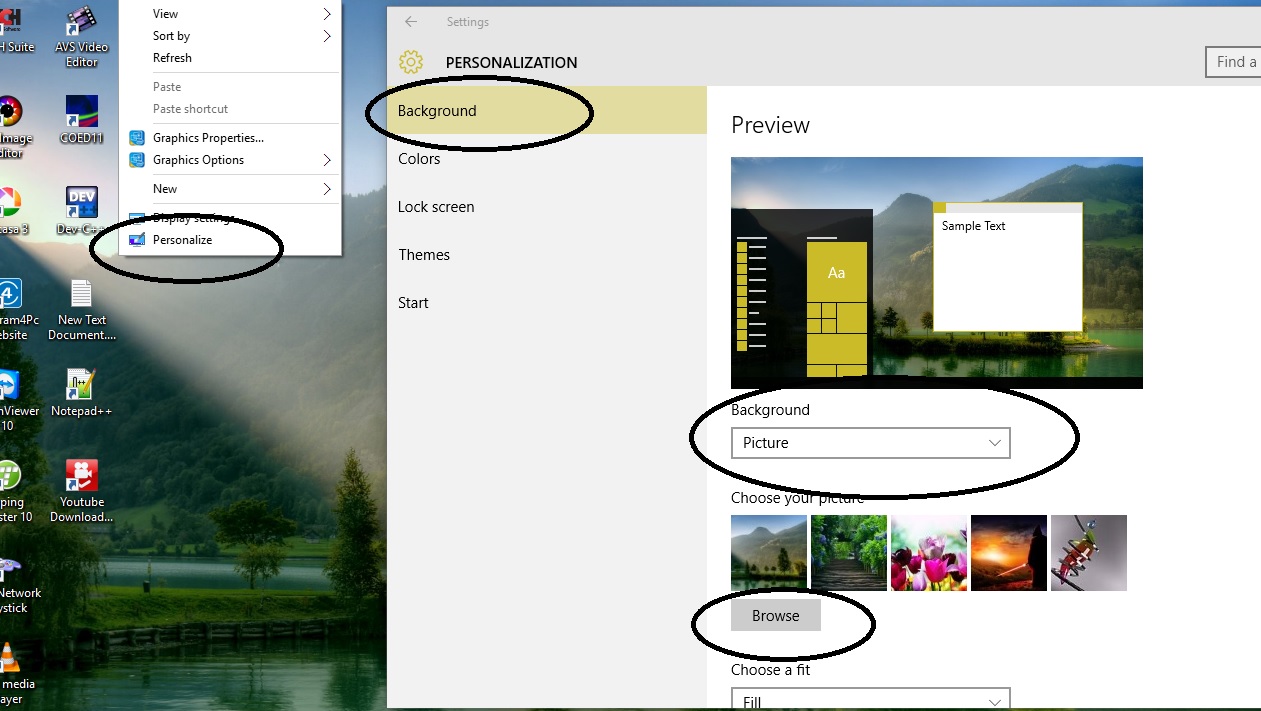 H Suite
AVS Video
Editor
Image
ditor
COED11
casa 3
DEV
Dev-C++
ram4Pc
ebsite
New Text
Document....
nViewer
10
Notepad++
ping
ster 10
Youtube
Download...
Network
ystick
media
ayer
View
Sort by
Refresh
Paste
Paste shortcut
Graphics Properties...
Graphics Options
New
Display settings
Personalize
Settings
PERSONALIZATION
Find a
Background
Colors
Lock screen
Themes
Start
Preview
Aa
Sample Text
Background
Picture
Choose your picture
Browse
Choose a fit
Fill